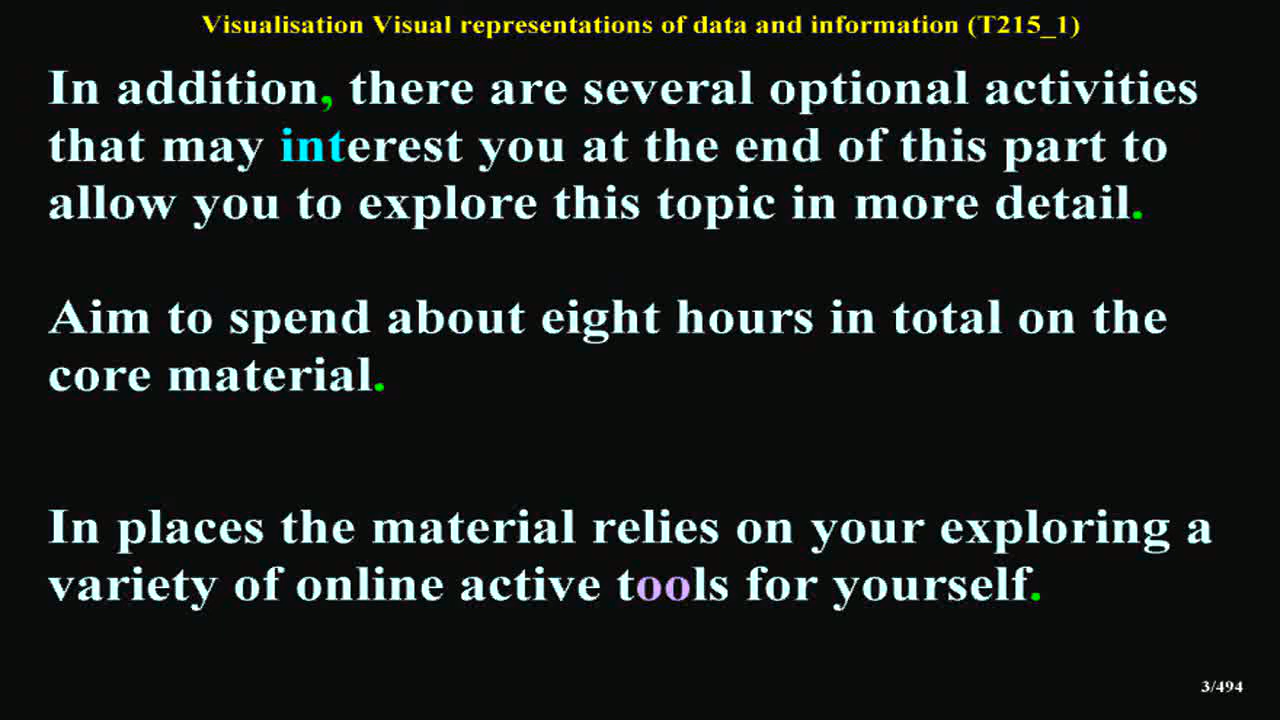 Visualisation Visual representations of data and information (T215_1)
In addition, there are several optional activities
that may interest you at the end of this part to
allow you to explore this topic in more detail.
Aim to spend about eight hours in total on the
core material.
In places the material relies on your exploring a
variety of online active tools for yourself.
3/494